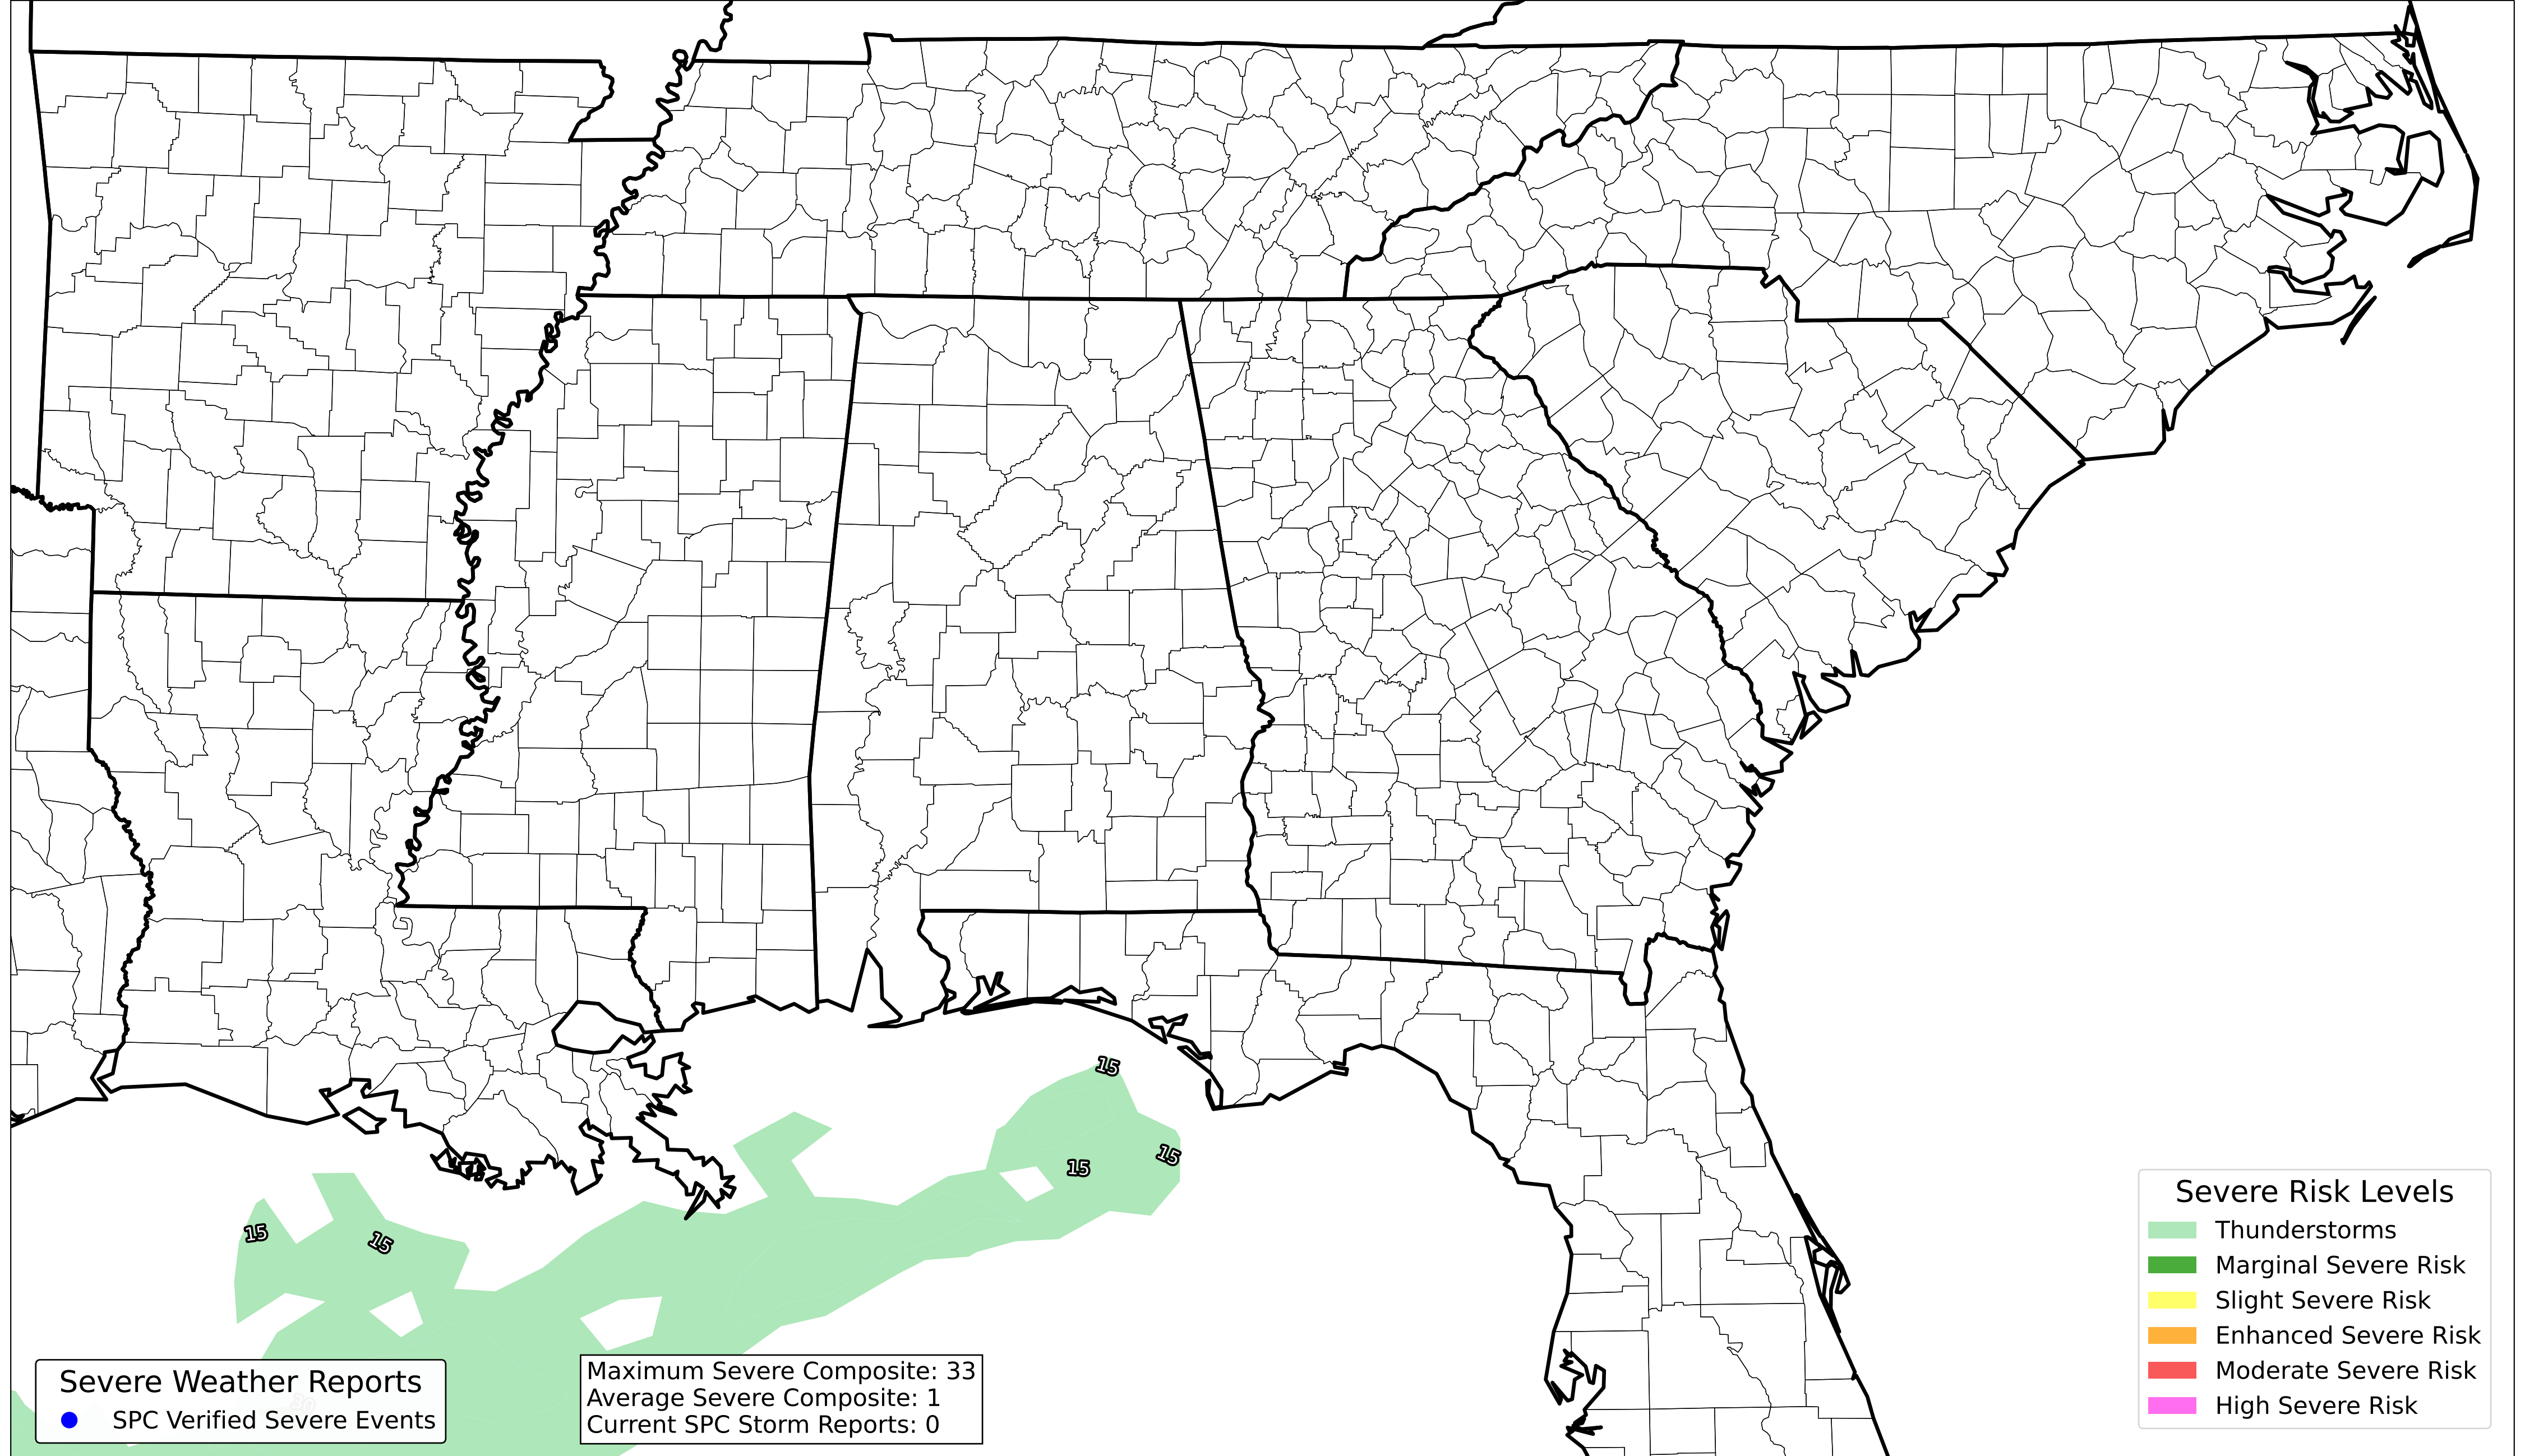 15
15
15
15
15
Severe Risk Levels
Thunderstorms
Marginal Severe Risk
Slight Severe Risk
Enhanced Severe Risk
Moderate Severe Risk
High Severe Risk
Severe Weather Reports
SPC Verified Severe Events
Maximum Severe Composite: 33
Average Severe Composite: 1
Current SPC Storm Reports: 0